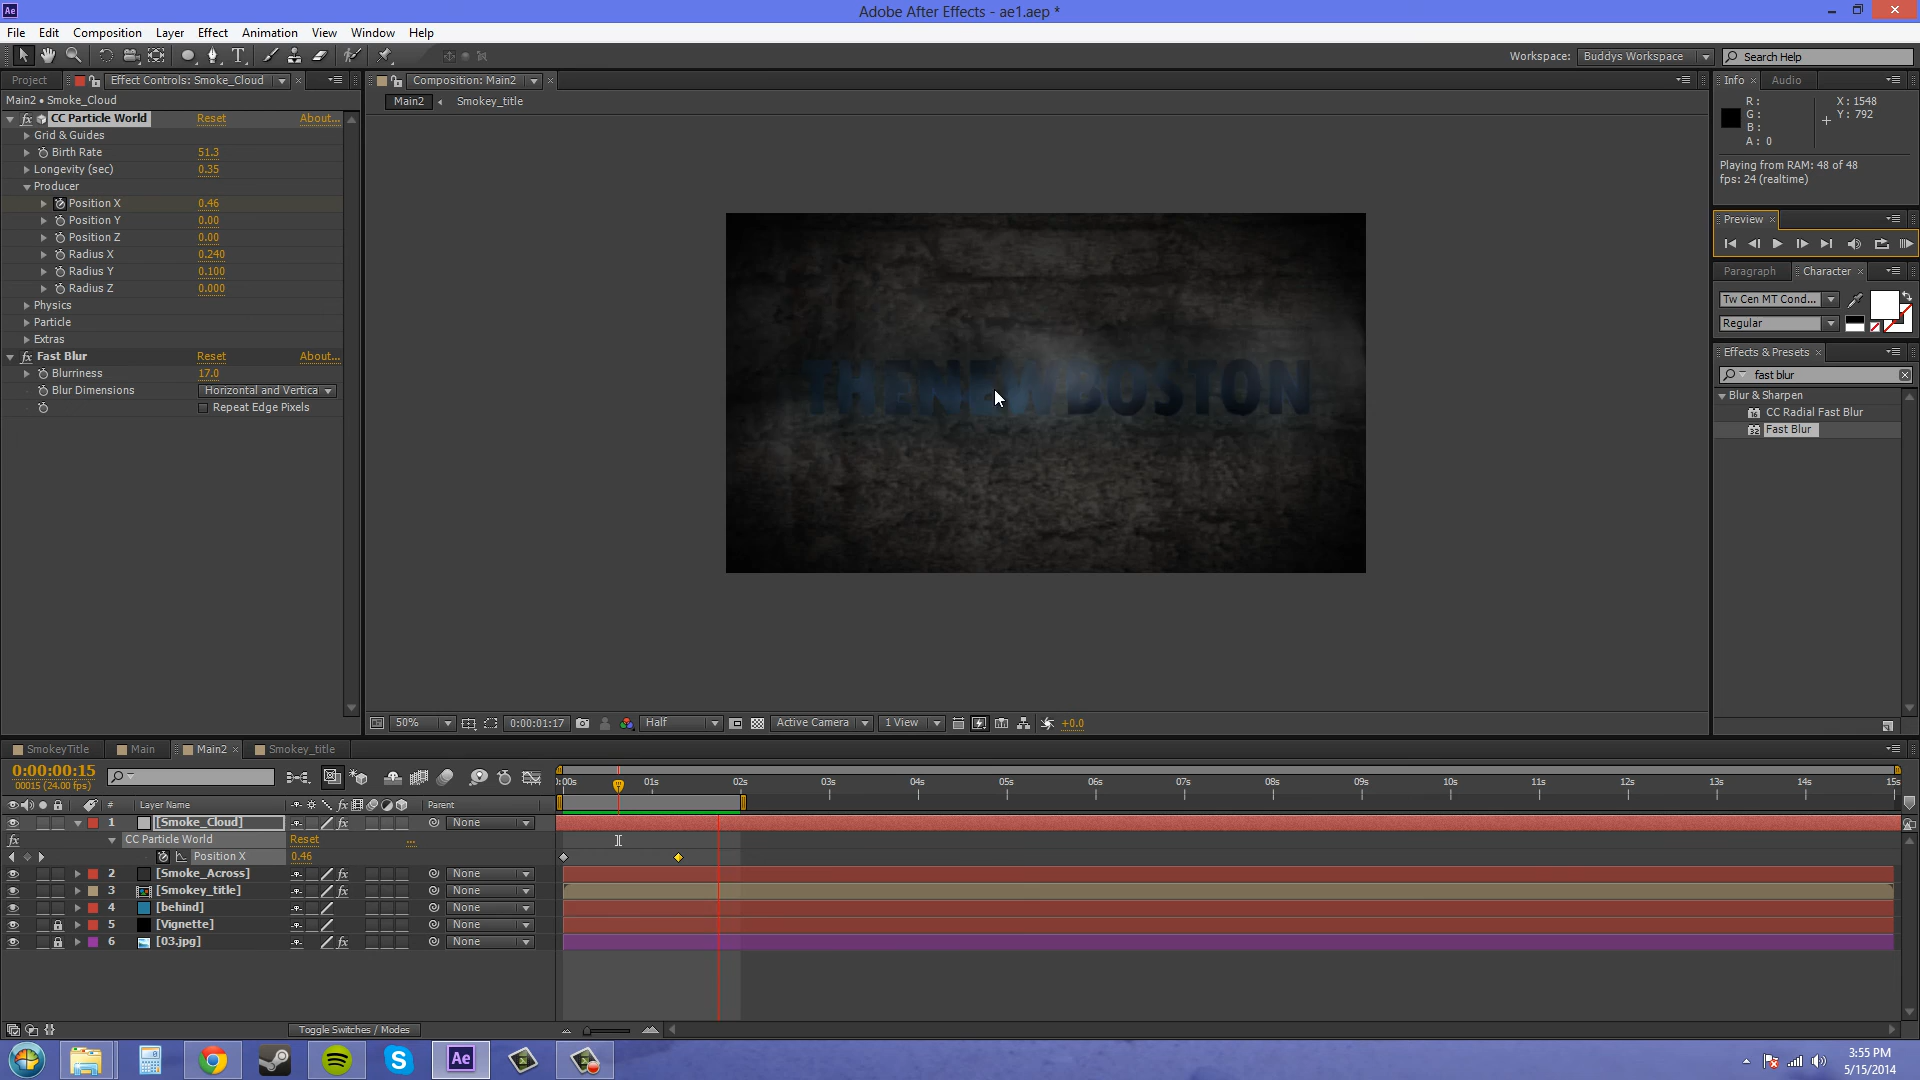 Adobe After Effects - ae1.aep *
File Edit Composition Layer Effect Animation View Window Help
Workspace: Buddys Workspace Search Help
Project Effect Controls: Smoke_Cloud
Composition: Main2
Info Audio
Main2 • Smoke_Cloud
Main2 Smokey_title
R: X: 1548
G: Y: 792
B:
A: 0
CC Particle World Reset About...
Grid & Guides
Birth Rate 51.3
Longevity (sec) 0.35
Producer
Position X 0.46
Position Y 0.00
Position Z 0.00
Radius X 0.240
Radius Y 0.100
Radius Z 0.000
Physics
Particle
Extras
Fast Blur Reset About...
Blurriness 17.0
Blur Dimensions Horizontal and Vertica
Repeat Edge Pixels
THENEWBOSTON
Playing from RAM: 48 of 48
fps: 24 (realtime)
Preview
Paragraph Character
Tw Cen MT Cond...
Regular
Effects & Presets
fast blur
Blur & Sharpen
CC Radial Fast Blur
Fast Blur
50% 0:00:01:17 Half Active Camera 1 View +0.0
SmokeyTitle Main Main2 Smokey_title
0:00:00:15
00015 (24.00 fps)
:00s 01s 02s 03s 04s 05s 06s 07s 08s 09s 10s 11s 12s 13s 14s 15s
# Layer Name Parent
1 [Smoke_Cloud] None
CC Particle World Reset ...
Position X 0.46
2 [Smoke_Across] None
3 [Smokey_title] None
4 [behind] None
5 [Vignette] None
6 [03.jpg] None
Toggle Switches / Modes
Ae
3:55 PM
5/15/2014